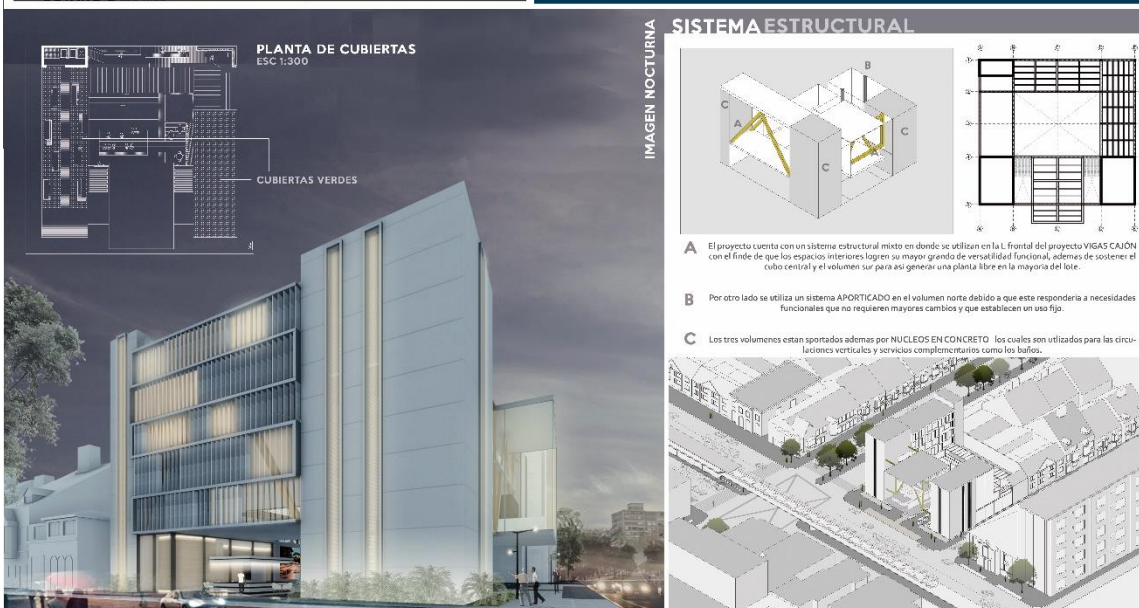 PLANTA DE CUBIERTAS
ESC 1:300
CUBIERTAS VERDES
IMAGEN NOCTURNA
SISTEMA ESTRUCTURAL
B
C
A
C
C
A El proyecto cuenta con un sistema estructural mixto en donde se utilizan en la L frontal del proyecto VIGAS CAJÓN
con el finde de que los espacios interiores logren su mayor grando de versatilidad funcional, ademas de sostener el
cubo central y el volumen sur para asi generar una planta libre en la mayoria del lote.
B Por otro lado se utiliza un sistema APORTICADO en el volumen norte debido a que este responderia a necesidades
funcionales que no requieren mayores cambios y que establecen un uso fijo.
C Los tres volumenes estan sportados ademas por NUCLEOS EN CONCRETO los cuales son utlizados para las circu-
laciones verticales y servicios complementarios como los baños.